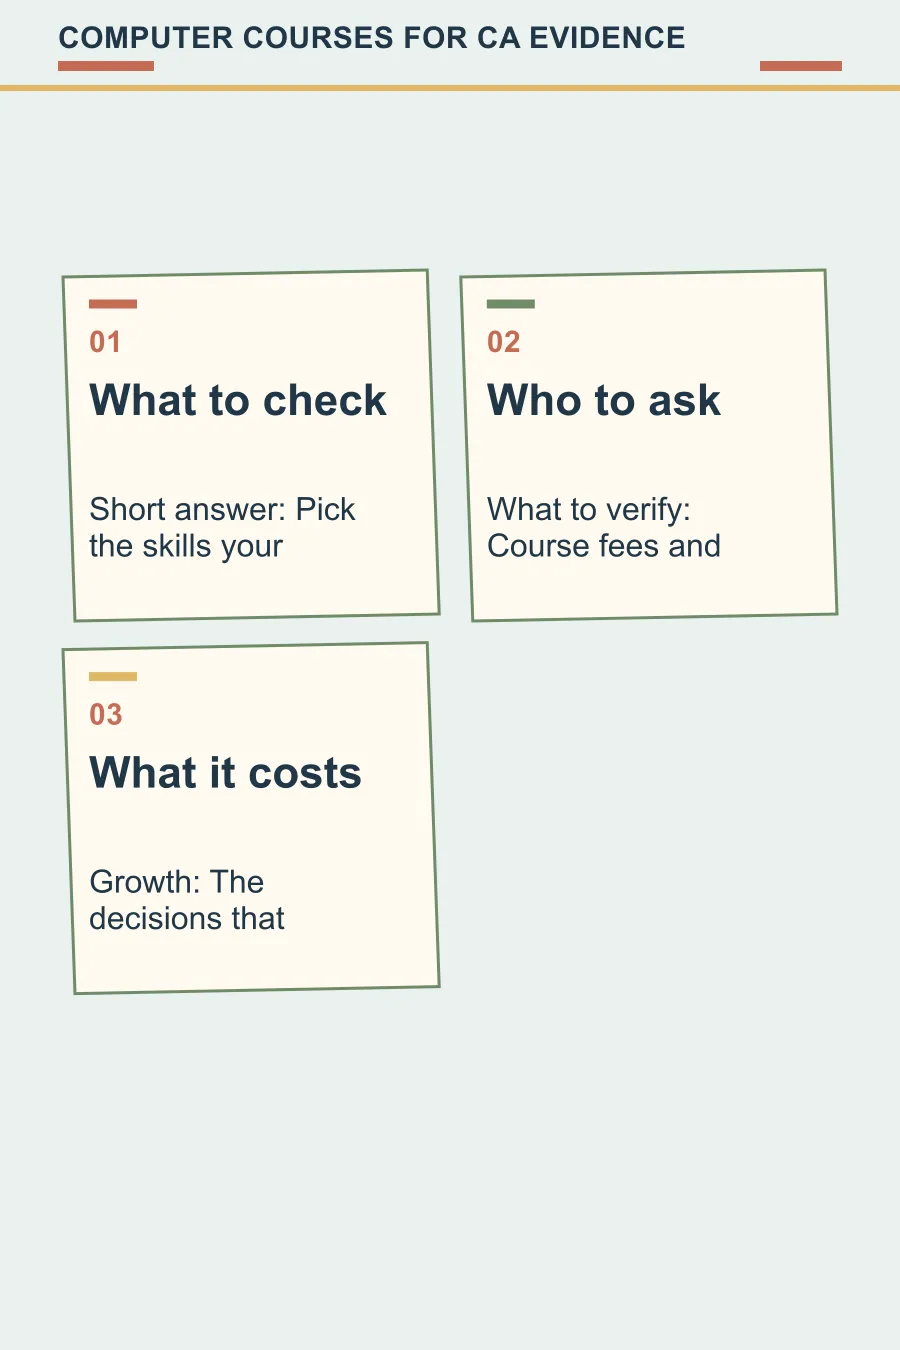 COMPUTER COURSES FOR CA EVIDENCE
01
What to check
Short answer: Pick
the skills your
02
Who to ask
What to verify:
Course fees and
03
What it costs
Growth: The
decisions that